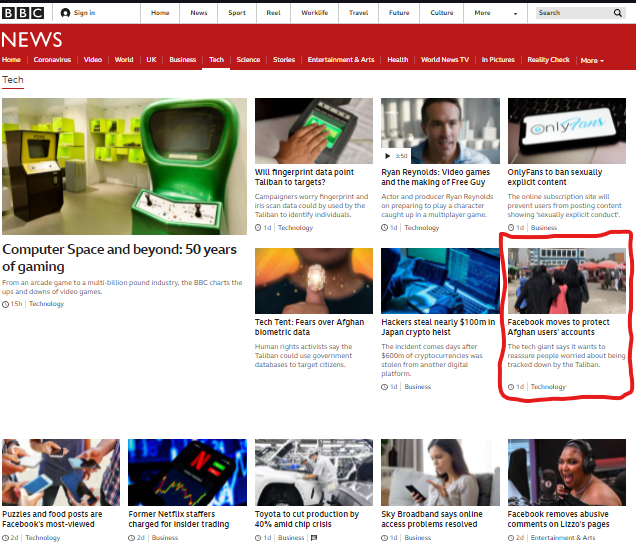 BBC
Sign in
Home
News
Sport
Reel
Worklife
Travel
Future
Culture
More
Search
NEWS
Home
Coronavirus
Video
World
UK
Business
Tech
Science
Stories
Entertainment & Arts
Health
World News TV
In Pictures
Reality Check
More
Tech
Computer Space and beyond: 50 years
of gaming
From an arcade game to a multi-billion pound industry, the BBC charts the
ups and downs of video games.
15h | Technology
Will fingerprint data point
Taliban to targets?
Campaigners worry fingerprint and
iris scan data could by used by the
Taliban to identify individuals.
1d | Technology
3:50
Ryan Reynolds: Video games
and the making of Free Guy
Actor and producer Ryan Reynolds
on preparing to play a character
caught up in a multiplayer game.
1d | Technology
OnlyFans
OnlyFans to ban sexually
explicit content
The online subscription site will
prevent users from posting content
showing 'sexually explicit conduct'.
1d | Business
Tech Tent: Fears over Afghan
biometric data
Human rights activists say the
Taliban could use government
databases to target citizens.
1d | Technology
Hackers steal nearly $100m in
Japan crypto heist
The incident comes days after
$600m of cryptocurrencies was
stolen from another digital
platform.
1d | Business
Facebook moves to protect
Afghan users' accounts
The tech giant says it wants to
reassure people worried about being
tracked down by the Taliban.
1d | Technology
Puzzles and food posts are
Facebook's most-viewed
2d | Technology
Former Netflix staffers
charged for insider trading
2d | Business
Toyota to cut production by
40% amid chip crisis
1d | Business
Sky Broadband says online
access problems resolved
1d | Business
Facebook removes abusive
comments on Lizzo's pages
2d | Entertainment & Arts